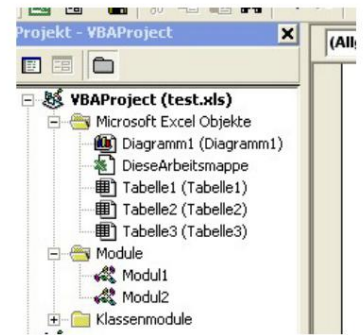 Projekt - VBAProject
(All
VBAProject (test.xls)
Microsoft Excel Objekte
Diagramm1 (Diagramm1)
DieseArbeitsmappe
Tabelle1 (Tabelle1)
Tabelle2 (Tabelle2)
Tabelle3 (Tabelle3)
Module
Modul1
Modul2
Klassenmodule